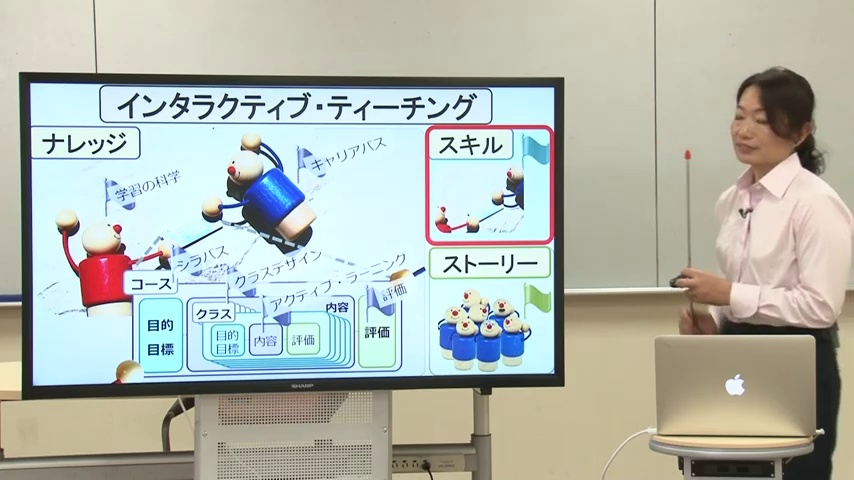 インタラクティブ・ティーチング
ナレッジ
スキル
キャリアパス
学習の科学
シラバス
クラスデザイン
アクティブ・ラーニング
評価
ストーリー
コース
目的
目標
クラス
内容
目的
目標
内容
評価
評価
SHARP